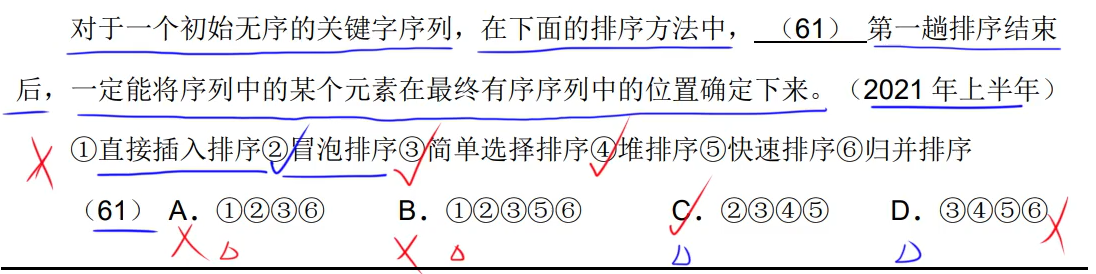 对于一个初始无序的关键字序列，在下面的排序方法中，（61）第一趟排序结束
后，一定能将序列中的某个元素在最终有序序列中的位置确定下来。（2021 年上半年）
①直接插入排序②冒泡排序③简单选择排序④堆排序⑤快速排序⑥归并排序
（61） A. ①②③⑥ B. ①②③⑤⑥ C. ②③④⑤ D. ③④⑤⑥